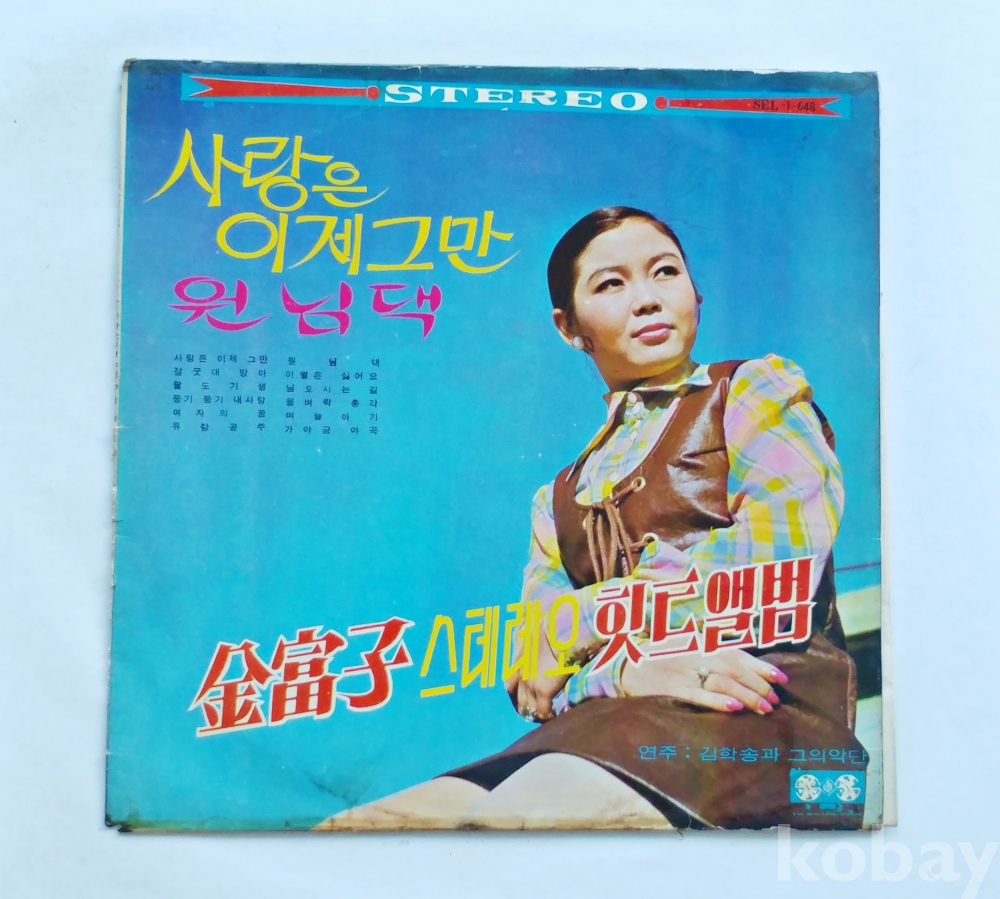 STEREO
SEL-1-648
사랑은
이제그만
원님댁
사랑은 이제 그만 원님댁
절굿대 방아 이별은 싫어요
팔도기생 님오시는길
둥기 둥기 내사랑 물벼락총각
여자의 꿈 며늘아기
유랑공주 가야금야곡
金富子 스테레오 힛트앨범
연주 : 김학송과 그의악단
kobay